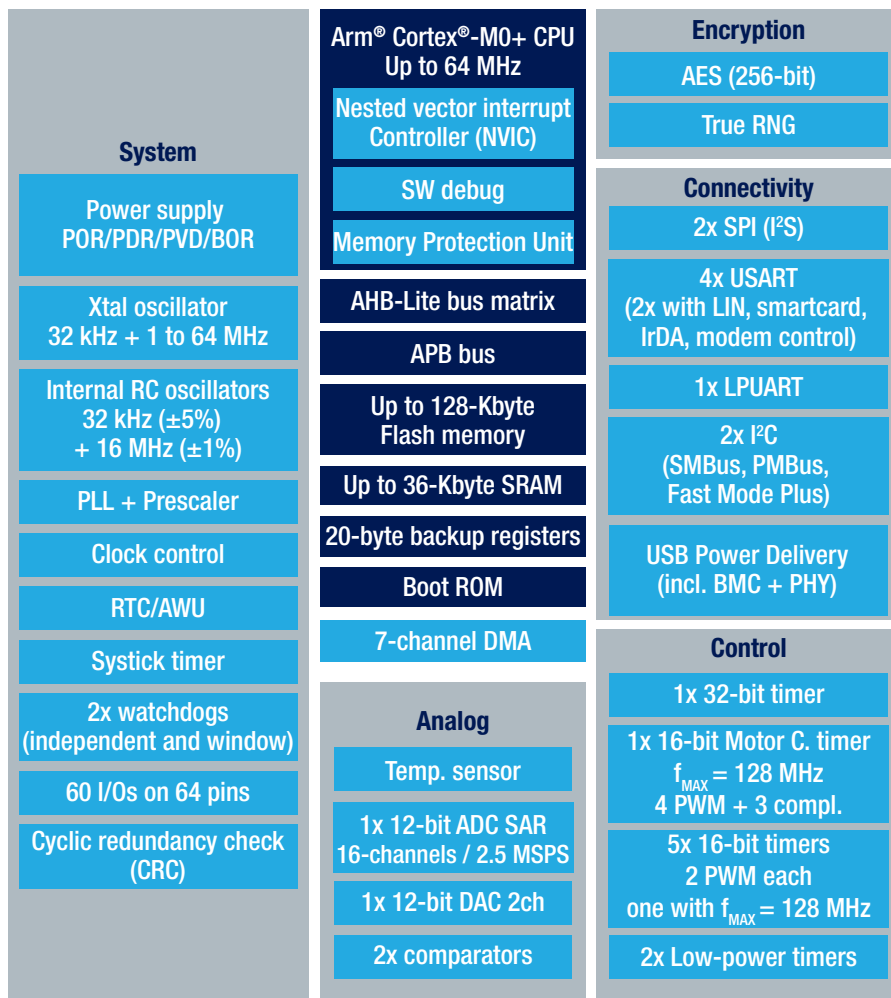 System
Power supply
POR/PDR/PVD/BOR
Xtal oscillator
32 kHz + 1 to 64 MHz
Internal RC oscillators
32 kHz (±5%)
+ 16 MHz (±1%)
PLL + Prescaler
Clock control
RTC/AWU
Systick timer
2x watchdogs
(independent and window)
60 I/Os on 64 pins
Cyclic redundancy check
(CRC)
Arm® Cortex®-M0+ CPU
Up to 64 MHz
Nested vector interrupt
Controller (NVIC)
SW debug
Memory Protection Unit
AHB-Lite bus matrix
APB bus
Up to 128-Kbyte
Flash memory
Up to 36-Kbyte SRAM
20-byte backup registers
Boot ROM
7-channel DMA
Analog
Temp. sensor
1x 12-bit ADC SAR
16-channels / 2.5 MSPS
1x 12-bit DAC 2ch
2x comparators
Encryption
AES (256-bit)
True RNG
Connectivity
2x SPI (I²S)
4x USART
(2x with LIN, smartcard,
IrDA, modem control)
1x LPUART
2x I²C
(SMBus, PMBus,
Fast Mode Plus)
USB Power Delivery
(incl. BMC + PHY)
Control
1x 32-bit timer
1x 16-bit Motor C. timer
fMAX = 128 MHz
4 PWM + 3 compl.
5x 16-bit timers
2 PWM each
one with fMAX = 128 MHz
2x Low-power timers